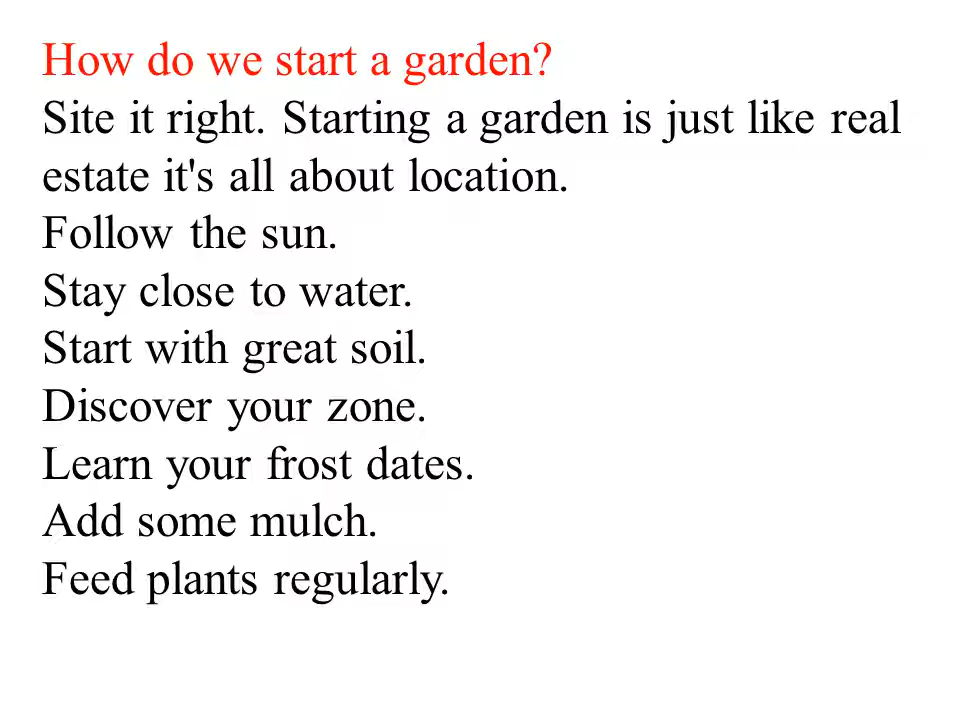 How do we start a garden?
Site it right. Starting a garden is just like real
estate it's all about location.
Follow the sun.
Stay close to water.
Start with great soil.
Discover your zone.
Learn your frost dates.
Add some mulch.
Feed plants regularly.